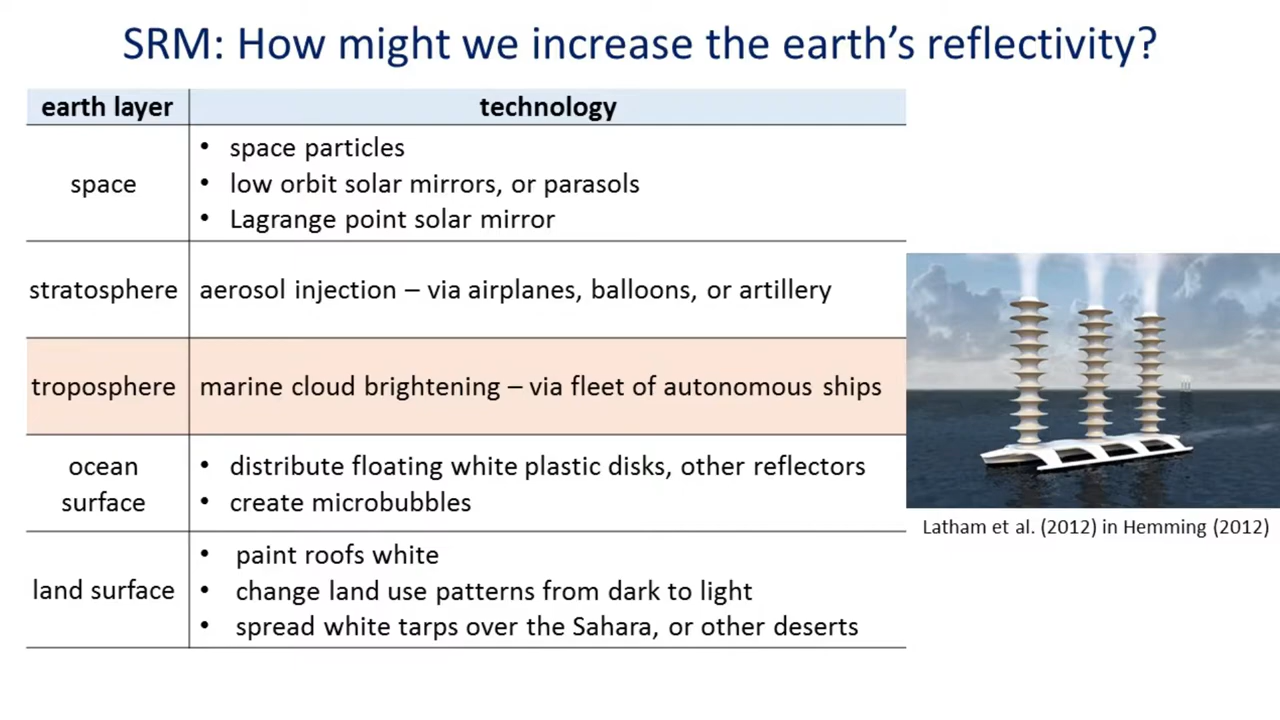 SRM: How might we increase the earth's reflectivity?
earth layer technology
space
• space particles
• low orbit solar mirrors, or parasols
• Lagrange point solar mirror
stratosphere aerosol injection – via airplanes, balloons, or artillery
troposphere marine cloud brightening – via fleet of autonomous ships
ocean
surface
• distribute floating white plastic disks, other reflectors
• create microbubbles
land surface
• paint roofs white
• change land use patterns from dark to light
• spread white tarps over the Sahara, or other deserts
Latham et al. (2012) in Hemming (2012)